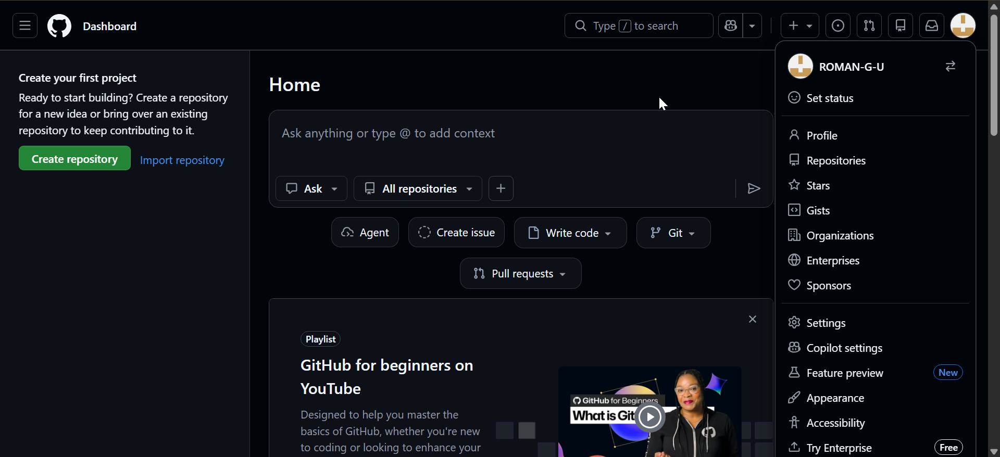 Dashboard
Type / to search
Create your first project
Ready to start building? Create a repository
for a new idea or bring over an existing
repository to keep contributing to it.
Create repository
Import repository
Home
Ask anything or type @ to add context
Ask
All repositories
Agent
Create issue
Write code
Git
Pull requests
Playlist
GitHub for beginners on
YouTube
Designed to help you master the
basics of GitHub, whether you're new
to coding or looking to enhance your
GitHub for Beginners
What is Git
ROMAN-G-U
Set status
Profile
Repositories
Stars
Gists
Organizations
Enterprises
Sponsors
Settings
Copilot settings
Feature preview
New
Appearance
Accessibility
Try Enterprise
Free